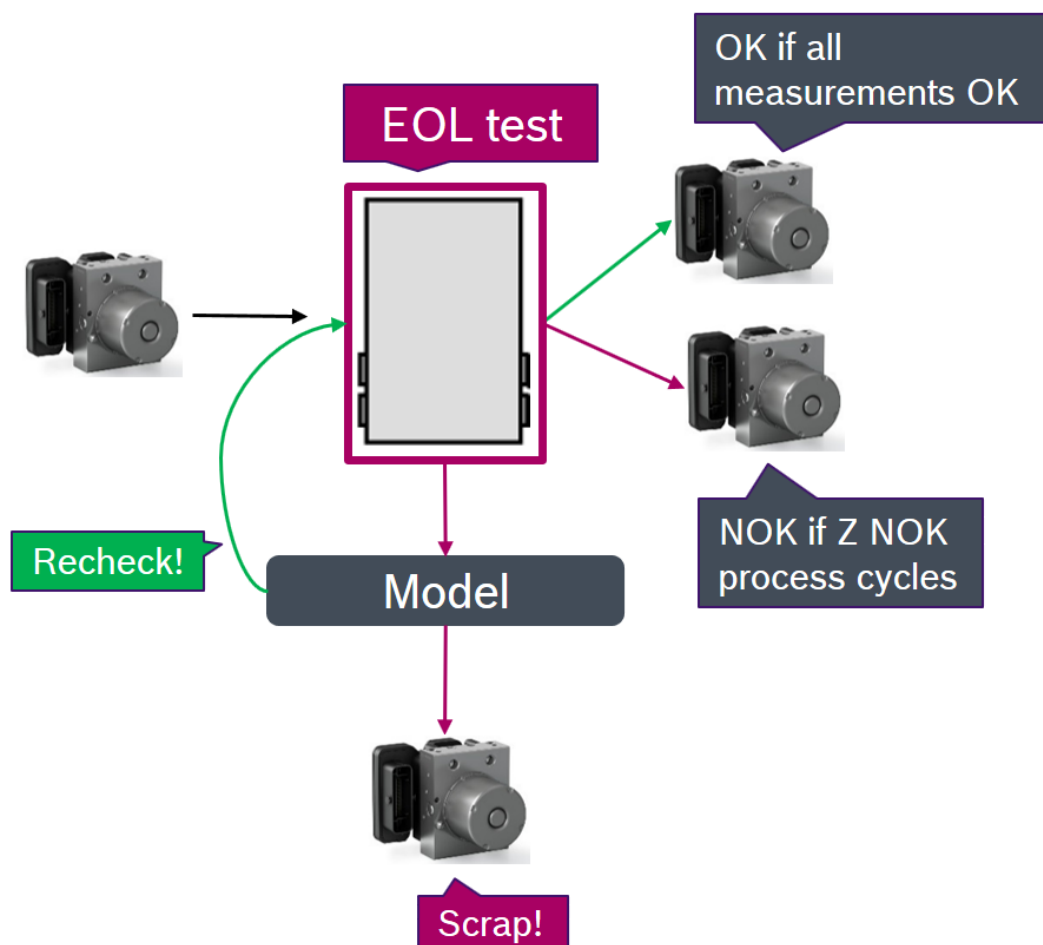 OK if all
measurements OK
EOL test
NOK if Z NOK
process cycles
Recheck!
Model
Scrap!